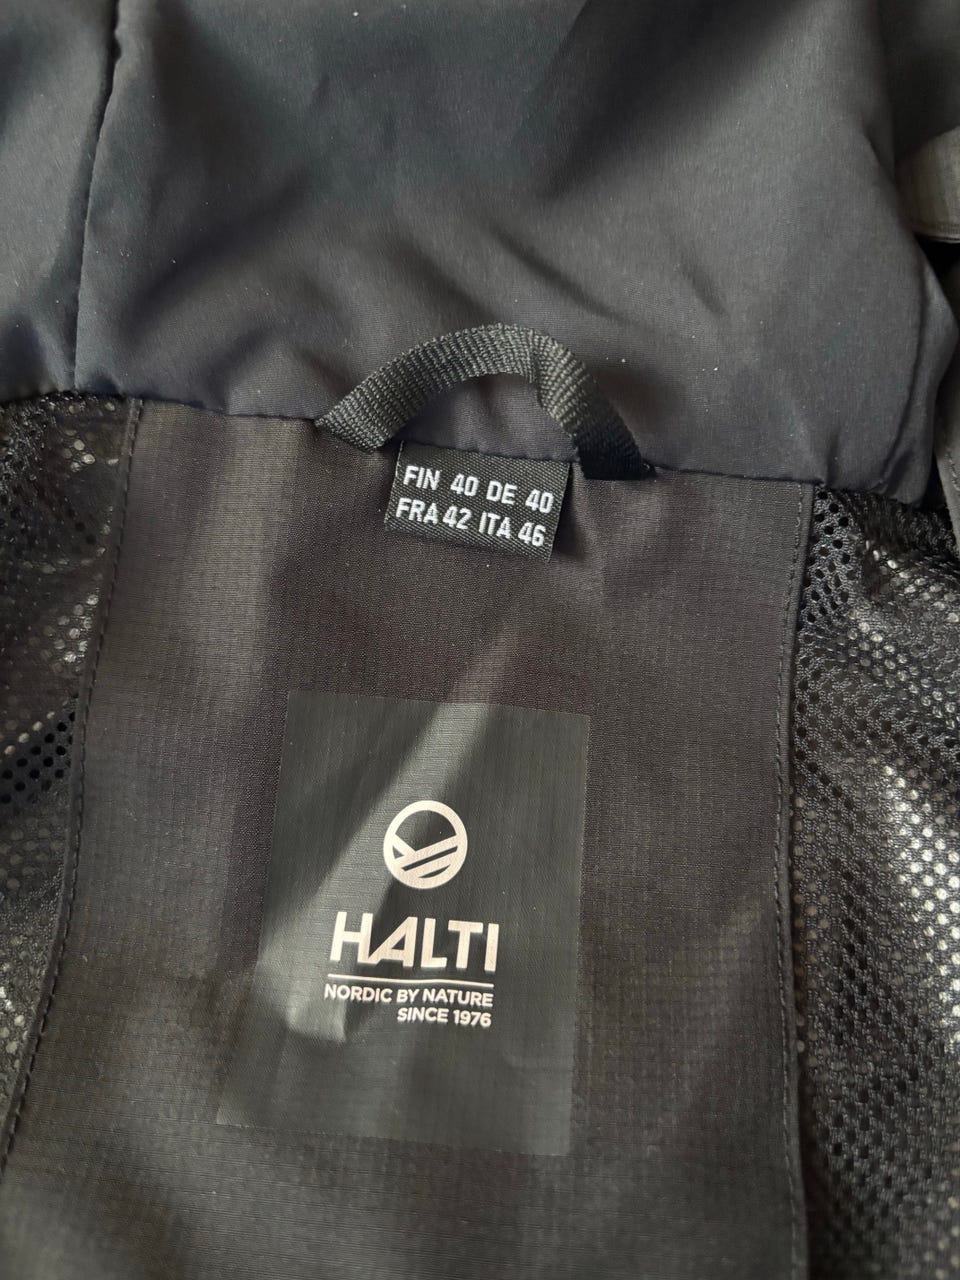 FIN 40 DE 40
FRA 42 ITA 46
HALTI
NORDIC BY NATURE
SINCE 1976